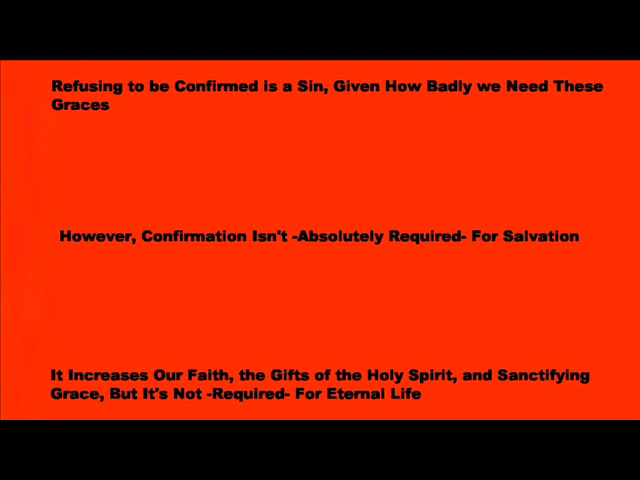 Refusing to be Confirmed is a Sin, Given How Badly we Need These
Graces
However, Confirmation Isn't -Absolutely Required- For Salvation
It Increases Our Faith, the Gifts of the Holy Spirit, and Sanctifying
Grace, But It's Not -Required- For Eternal Life